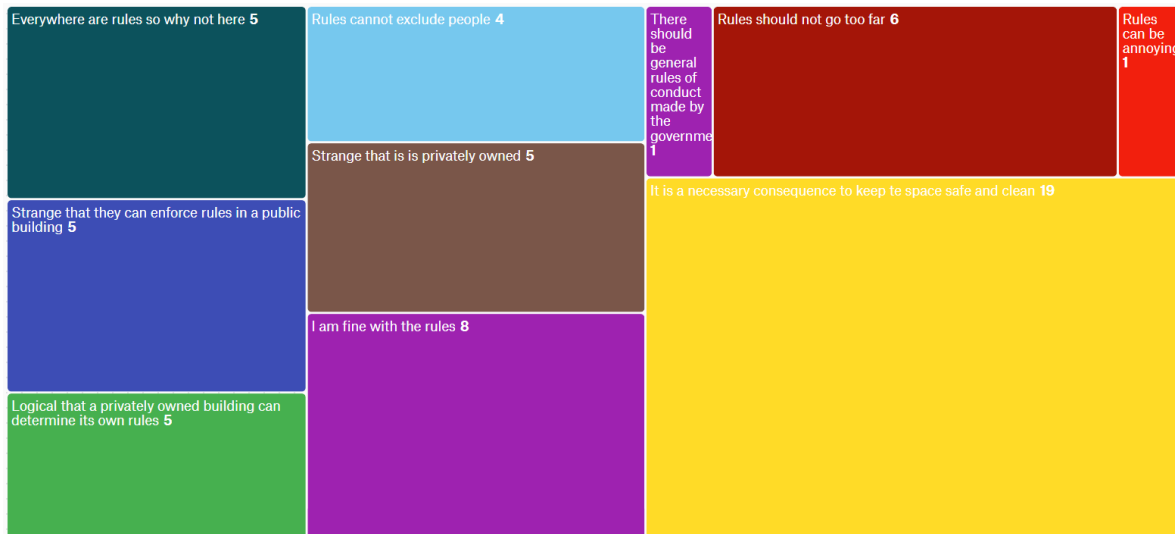 Everywhere are rules so why not here 5
Strange that they can enforce rules in a public
building 5
Logical that a privately owned building can
determine its own rules 5
Rules cannot exclude people 4
Strange that is is privately owned 5
I am fine with the rules 8
There
should
be
general
rules of
conduct
made by
the
governme
1
Rules should not go too far 6
Rules
can be
annoying
1
It is a necessary consequence to keep te space safe and clean 19